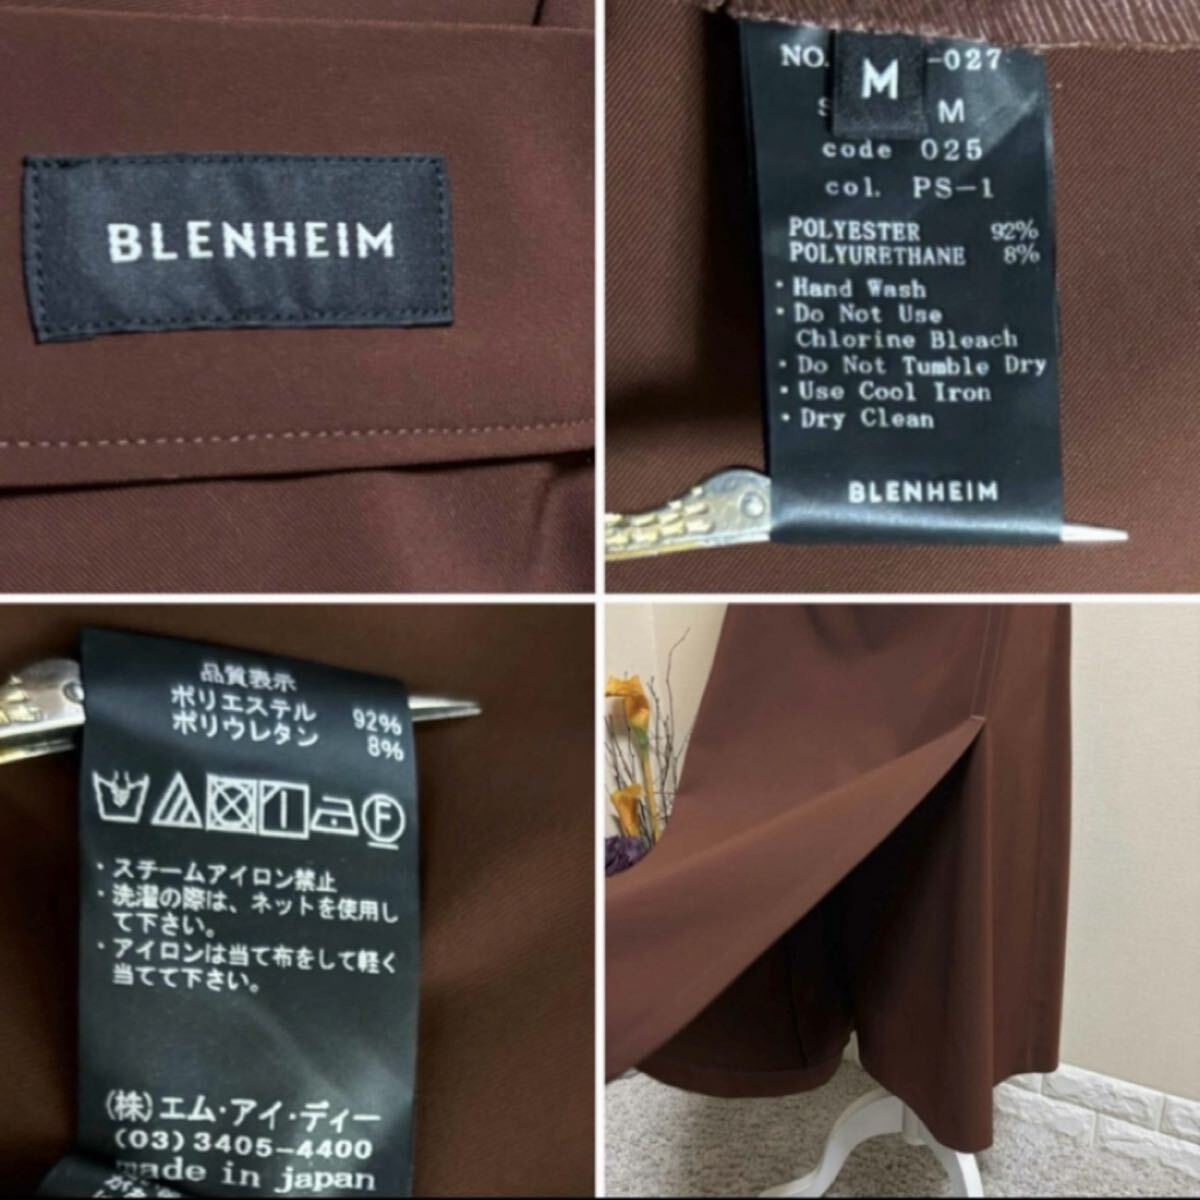 BLENHEIM
NO. -027
M
M
code 025
col. PS-1
POLYESTER 92%
POLYURETHANE 8%
・Hand Wash
・Do Not Use
Chlorine Bleach
・Do Not Tumble Dry
・Use Cool Iron
・Dry Clean
BLENHEIM
品質表示
ポリエステル 92%
ポリウレタン 8%
F
・スチームアイロン禁止
・洗濯の際は、ネットを使用し
て下さい。
・アイロンは当て布をして軽く
当てて下さい。
(株)エム・アイ・ディー
(03)3405-4400
made in japan